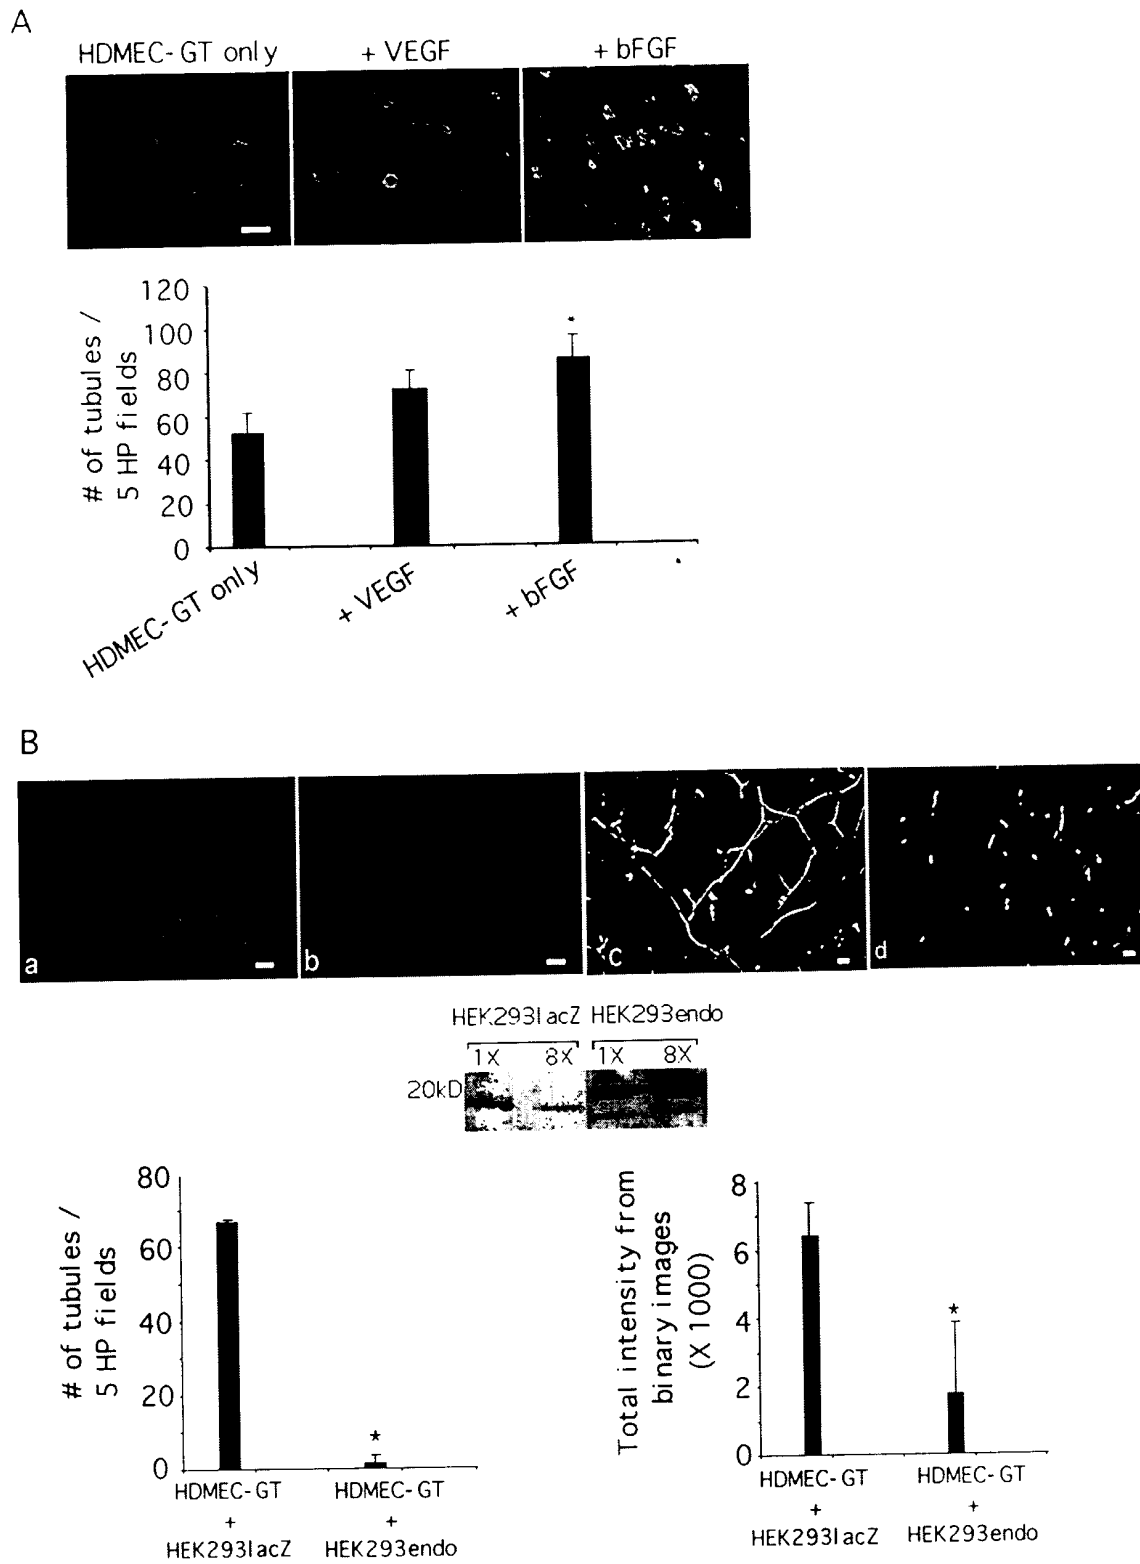 A
HDMEC-GT only + VEGF + bFGF
# of tubules /
5 HP fields
120
100
80
60
40
20
0
HDMEC-GT only
+ VEGF
+ bFGF
B
a b c d
HEK293lacZ HEK293endo
1X 8X 1X 8X
20kD
# of tubules /
5 HP fields
80
60
40
20
0
*
HDMEC-GT
+
HEK293lacZ
HDMEC-GT
+
HEK293endo
Total intensity from
binary images
(X 1000)
8
6
4
2
0
*
HDMEC-GT
+
HEK293lacZ
HDMEC-GT
+
HEK293endo